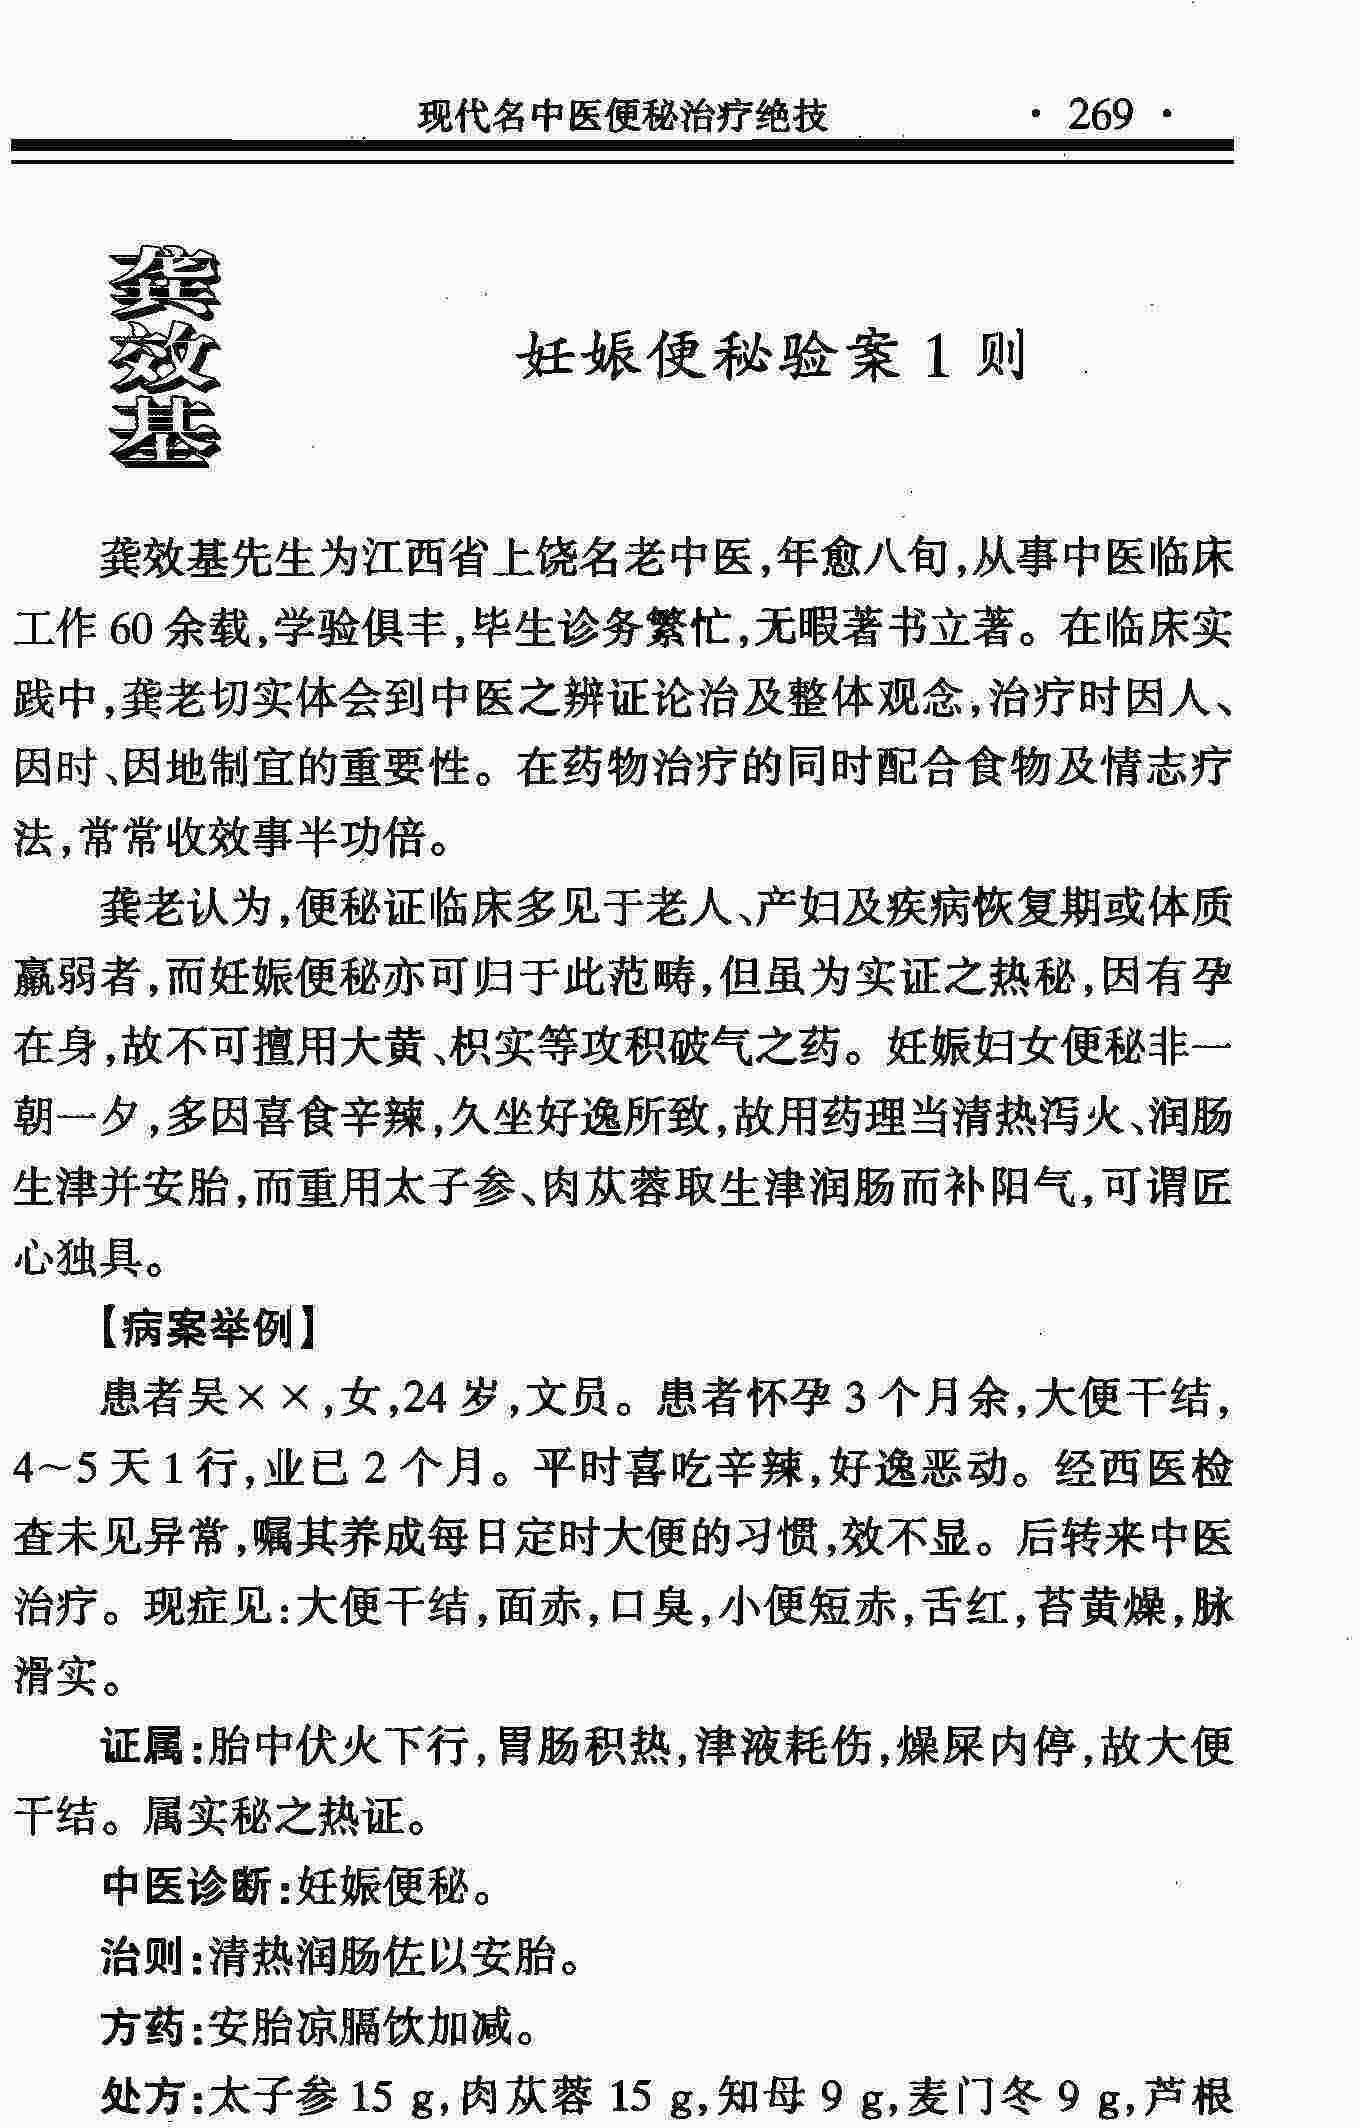 现代名中医便秘治疗绝技 · 269 ·
龚效基
妊娠便秘验案 1 则
龚效基先生为江西省上饶名老中医,年愈八旬,从事中医临床
工作 60 余载,学验俱丰,毕生诊务繁忙,无暇著书立著。在临床实
践中,龚老切实体会到中医之辨证论治及整体观念,治疗时因人、
因时、因地制宜的重要性。在药物治疗的同时配合食物及情志疗
法,常常收效事半功倍。
龚老认为,便秘证临床多见于老人、产妇及疾病恢复期或体质
羸弱者,而妊娠便秘亦可归于此范畴,但虽为实证之热秘,因有孕
在身,故不可擅用大黄、枳实等攻积破气之药。妊娠妇女便秘非一
朝一夕,多因喜食辛辣,久坐好逸所致,故用药理当清热泻火、润肠
生津并安胎,而重用太子参、肉苁蓉取生津润肠而补阳气,可谓匠
心独具。
【病案举例】
患者吴××,女,24 岁,文员。患者怀孕 3 个月余,大便干结,
4～5 天 1 行,业已 2 个月。平时喜吃辛辣,好逸恶动。经西医检
查未见异常,嘱其养成每日定时大便的习惯,效不显。后转来中医
治疗。现症见:大便干结,面赤,口臭,小便短赤,舌红,苔黄燥,脉
滑实。
证属:胎中伏火下行,胃肠积热,津液耗伤,燥屎内停,故大便
干结。属实秘之热证。
中医诊断:妊娠便秘。
治则:清热润肠佐以安胎。
方药:安胎凉膈饮加减。
处方:太子参 15 g,肉苁蓉 15 g,知母 9 g,麦门冬 9 g,芦根